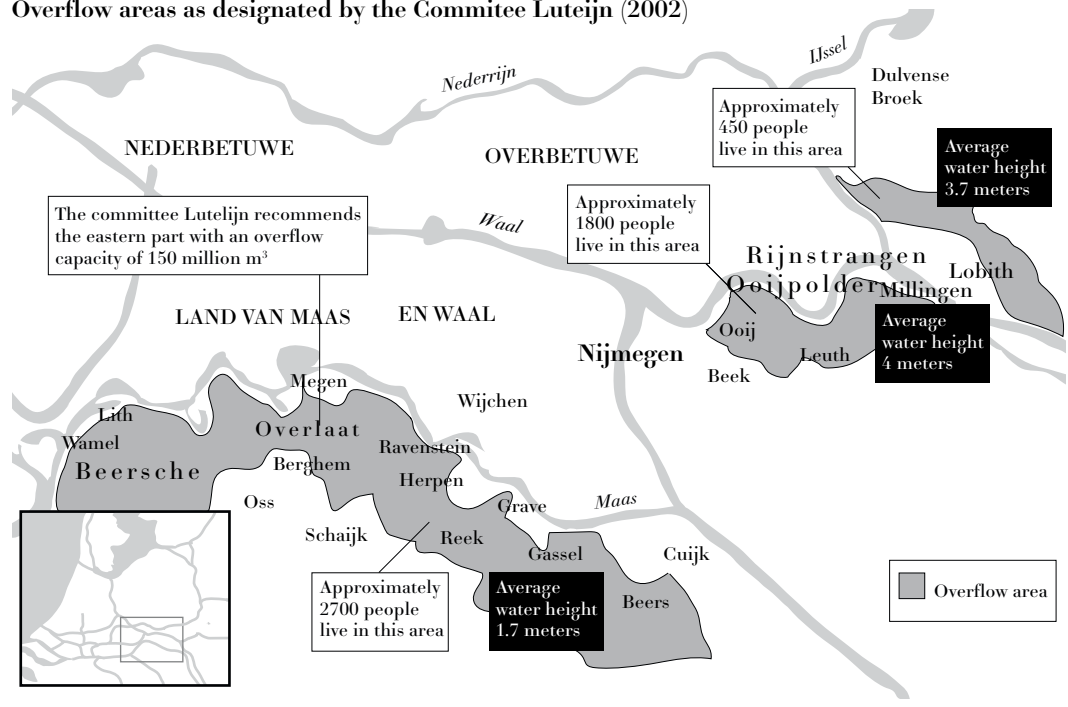 Overflow areas as designated by the Commitee Luteijn (2002)
IJssel
Nederrijn
Dulvense
Broek
Approximately
450 people
live in this area
NEDERBETUWE
OVERBETUWE
Average
water height
3.7 meters
The committee Lutelijn recommends
the eastern part with an overflow
capacity of 150 million m³
Approximately
1800 people
live in this area
Waal
Rijnstrangen
Lobith
Ooijpolder
Millingen
LAND VAN MAAS
EN WAAL
Average
water height
4 meters
Ooij
Nijmegen
Leuth
Beek
Megen
Wijchen
Lith
Overlaat
Wamel
Ravenstein
Beersche
Berghem
Herpen
Oss
Grave
Maas
Schaijk
Reek
Gassel
Cuijk
Approximately
2700 people
live in this area
Average
water height
1.7 meters
Beers
Overflow area